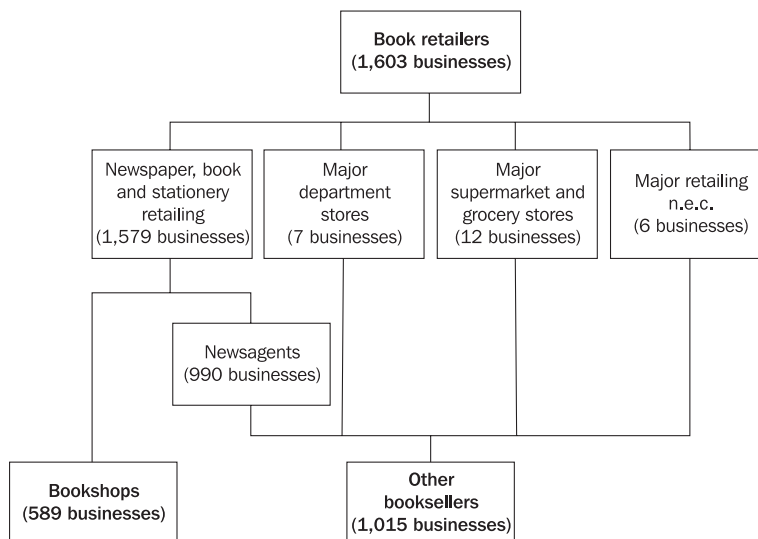 Book retailers
(1,603 businesses)
Newspaper, book
and stationery
retailing
(1,579 businesses)
Major
department
stores
(7 businesses)
Major
supermarket and
grocery stores
(12 businesses)
Major retailing
n.e.c.
(6 businesses)
Newsagents
(990 businesses)
Bookshops
(589 businesses)
Other
booksellers
(1,015 businesses)